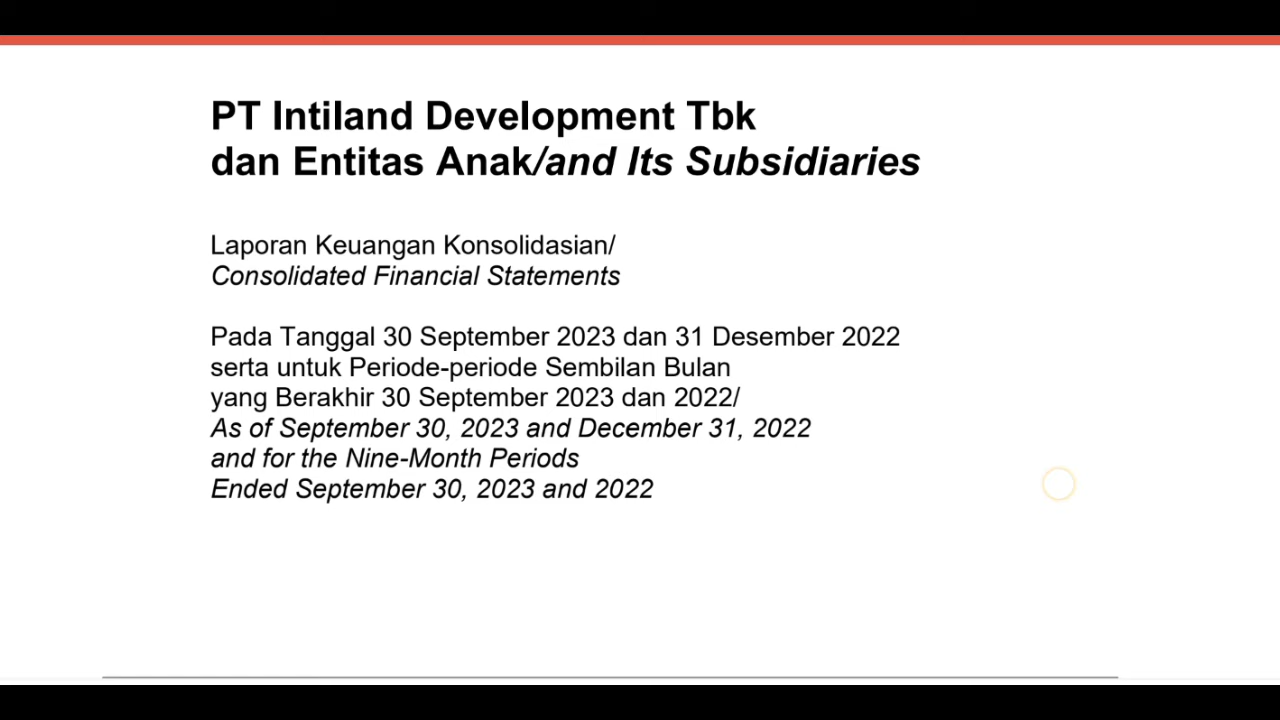 PT Intiland Development Tbk
dan Entitas Anak/and Its Subsidiaries
Laporan Keuangan Konsolidasian/
Consolidated Financial Statements
Pada Tanggal 30 September 2023 dan 31 Desember 2022
serta untuk Periode-periode Sembilan Bulan
yang Berakhir 30 September 2023 dan 2022/
As of September 30, 2023 and December 31, 2022
and for the Nine-Month Periods
Ended September 30, 2023 and 2022